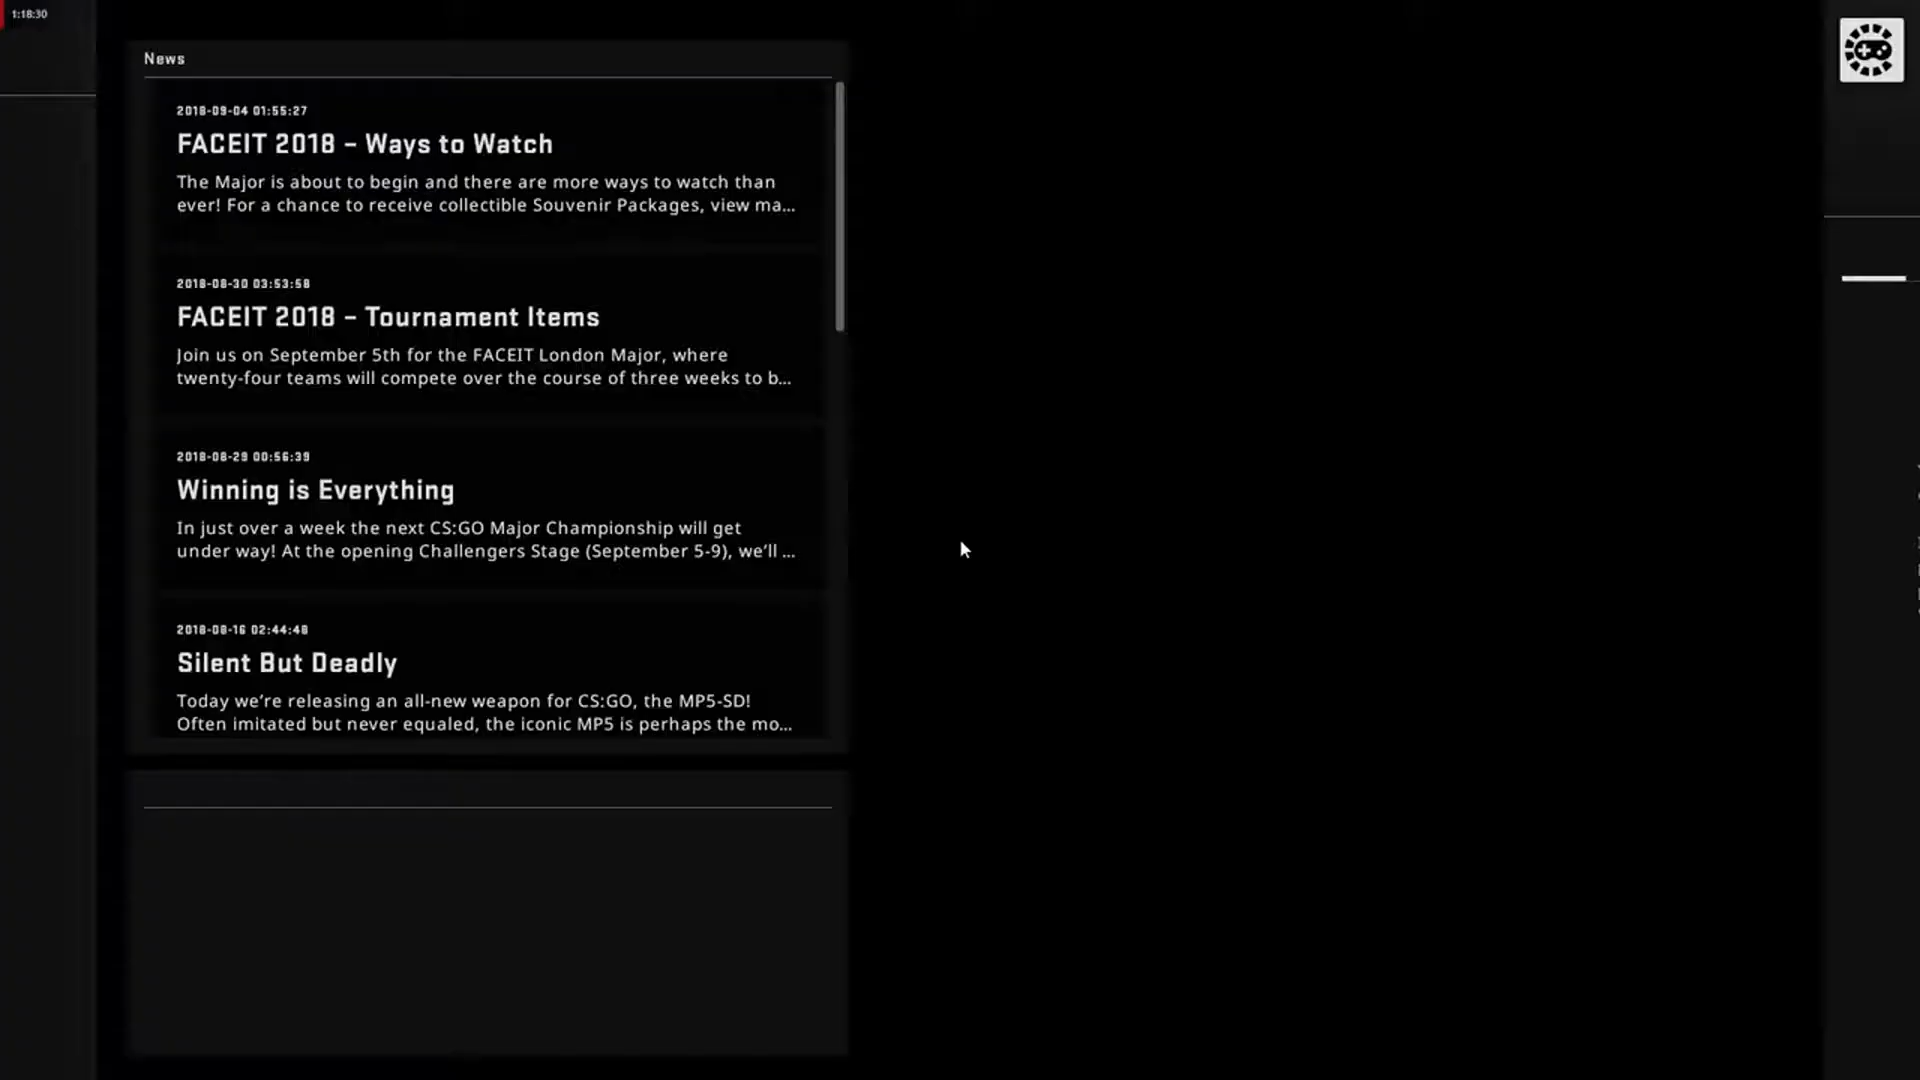 1:18:30
News
2018-09-04 01:55:27
FACEIT 2018 – Ways to Watch
The Major is about to begin and there are more ways to watch than
ever! For a chance to receive collectible Souvenir Packages, view ma...
2018-08-30 03:53:58
FACEIT 2018 – Tournament Items
Join us on September 5th for the FACEIT London Major, where
twenty-four teams will compete over the course of three weeks to b...
2018-08-29 00:56:39
Winning is Everything
In just over a week the next CS:GO Major Championship will get
under way! At the opening Challengers Stage (September 5-9), we’ll ...
2018-08-16 02:44:48
Silent But Deadly
Today we’re releasing an all-new weapon for CS:GO, the MP5-SD!
Often imitated but never equaled, the iconic MP5 is perhaps the mo...